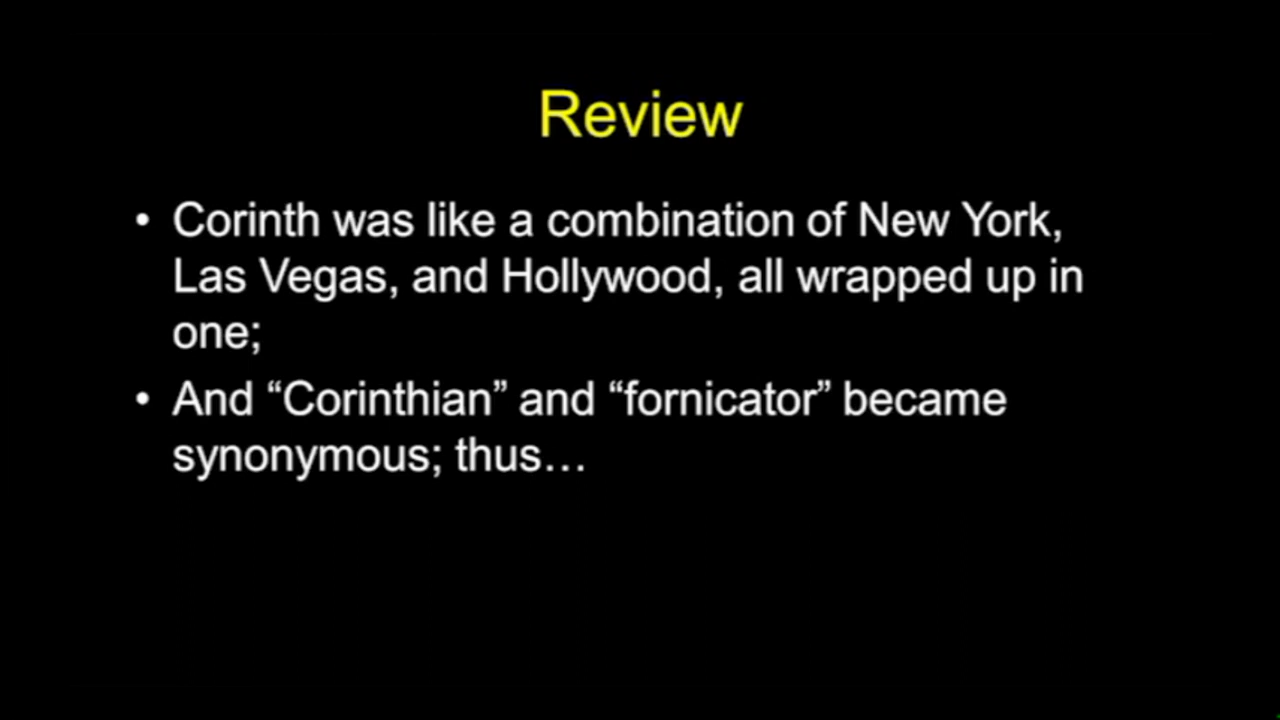 Review
• Corinth was like a combination of New York,
Las Vegas, and Hollywood, all wrapped up in
one;
• And “Corinthian” and “fornicator” became
synonymous; thus…